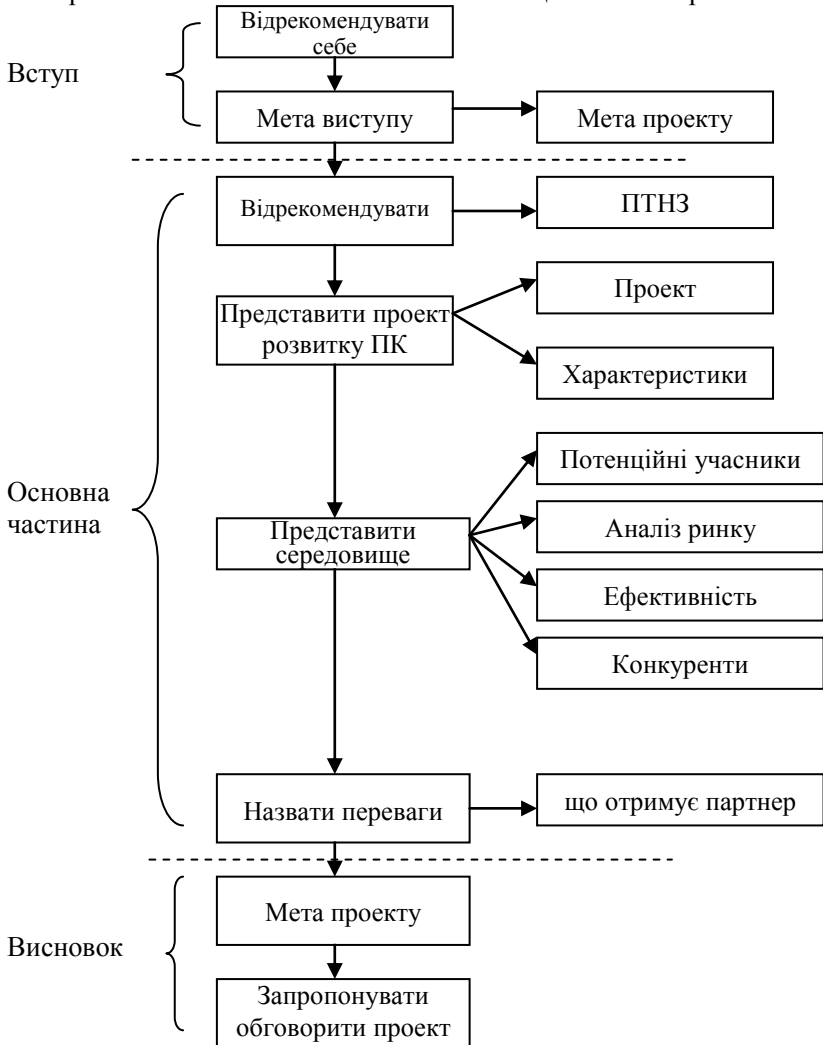 Відрекомендувати
себе
Вступ
Мета виступу
Мета проекту
Відрекомендувати
ПТНЗ
Представити проект
розвитку ПК
Проект
Характеристики
Основна
частина
Представити
середовище
Потенційні учасники
Аналіз ринку
Ефективність
Конкуренти
Назвати переваги
що отримує партнер
Висновок
Мета проекту
Запропонувати
обговорити проект